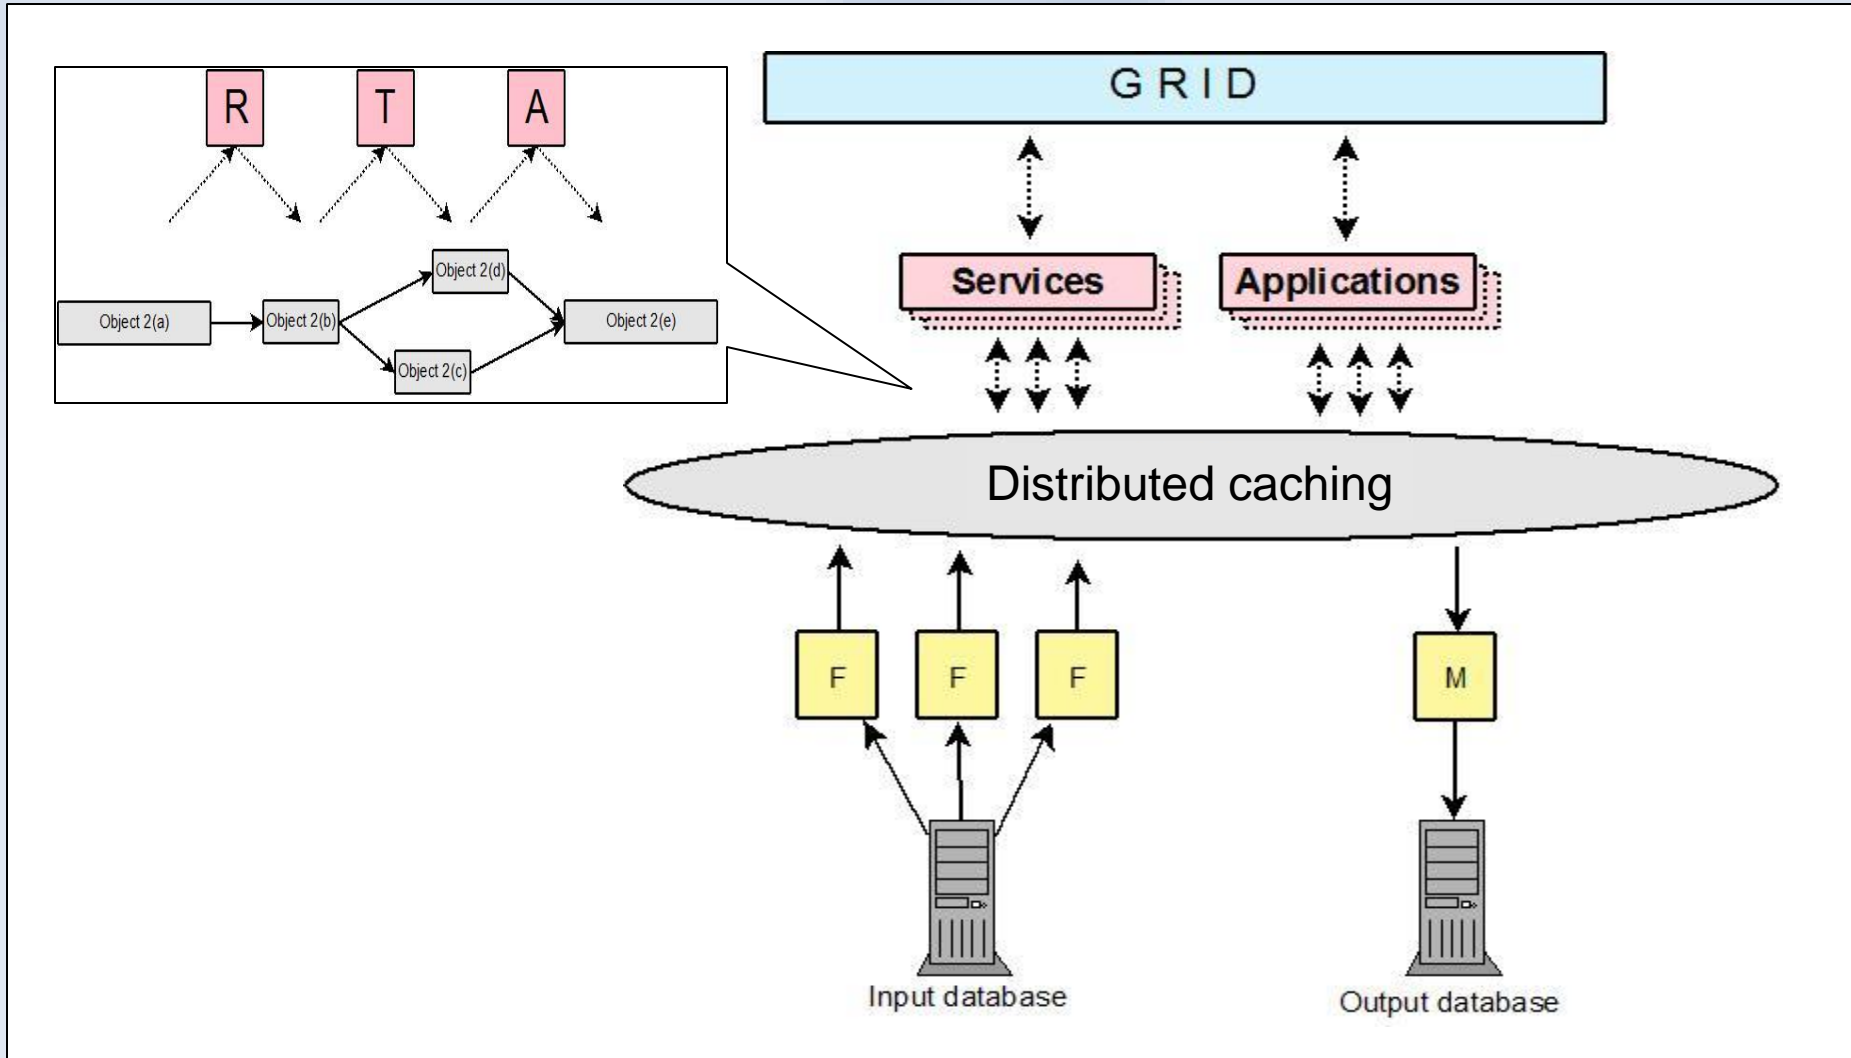 R T A
Object 2(d)
Object 2(a) Object 2(b) Object 2(e)
Object 2(c)
GRID
Services Applications
Distributed caching
F F F M
Input database
Output database